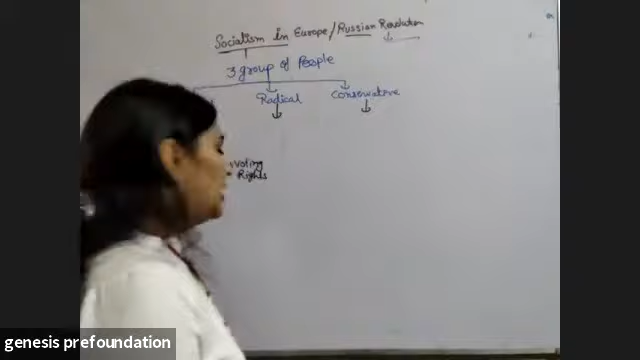 Socialism in Europe / Russian Revolution
3 group of People
Radical Conservative
Voting
Rights
genesis prefoundation